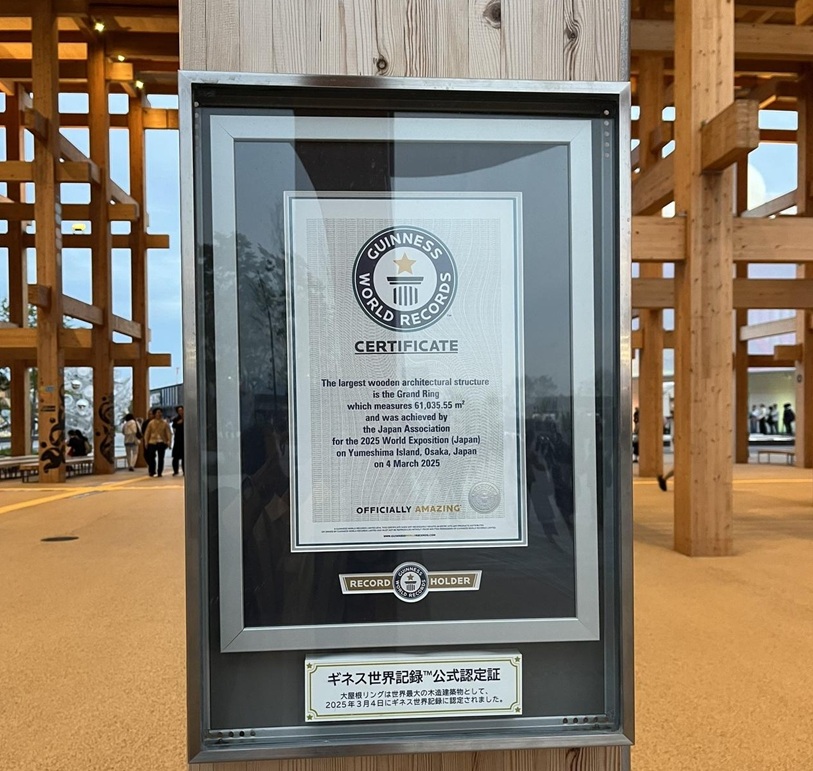 GUINNESS
WORLD RECORDS
CERTIFICATE
The largest wooden architectural structure
is the Grand Ring
which measures 61,035.55 m²
and was achieved by
the Japan Association
for the 2025 World Exposition (Japan)
on Yumeshima Island, Osaka, Japan
on 4 March 2025
OFFICIALLY AMAZING
RECORD HOLDER
GUINNESS
WORLD RECORDS
ギネス世界記録™公式認定証
大屋根リングは世界最大の木造建築物として、
2025年3月4日にギネス世界記録に認定されました。